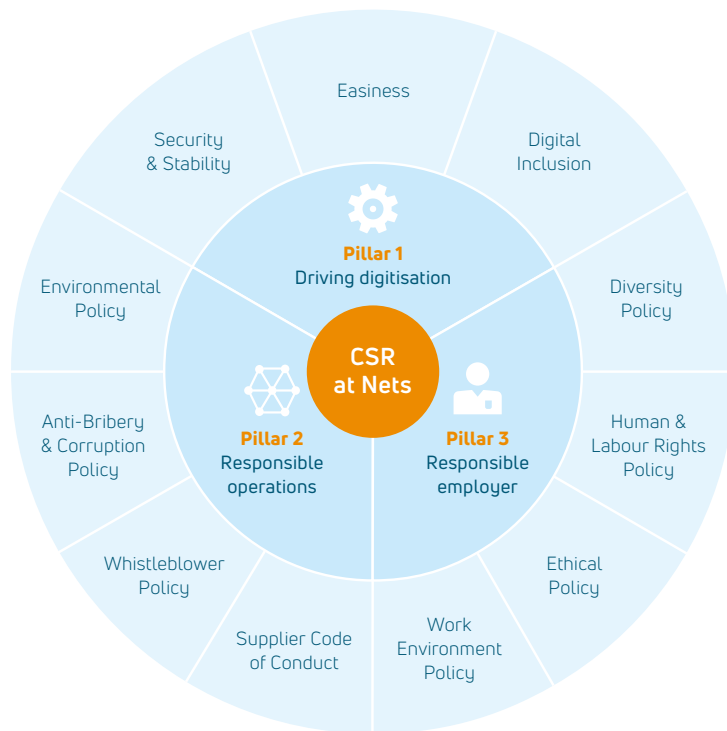 Easiness
Security
& Stability
Digital
Inclusion
Pillar 1
Driving digitisation
Environmental
Policy
Diversity
Policy
CSR
at Nets
Anti-Bribery
& Corruption
Policy
Pillar 2
Responsible
operations
Pillar 3
Responsible
employer
Human &
Labour Rights
Policy
Whistleblower
Policy
Ethical
Policy
Supplier Code
of Conduct
Work
Environment
Policy